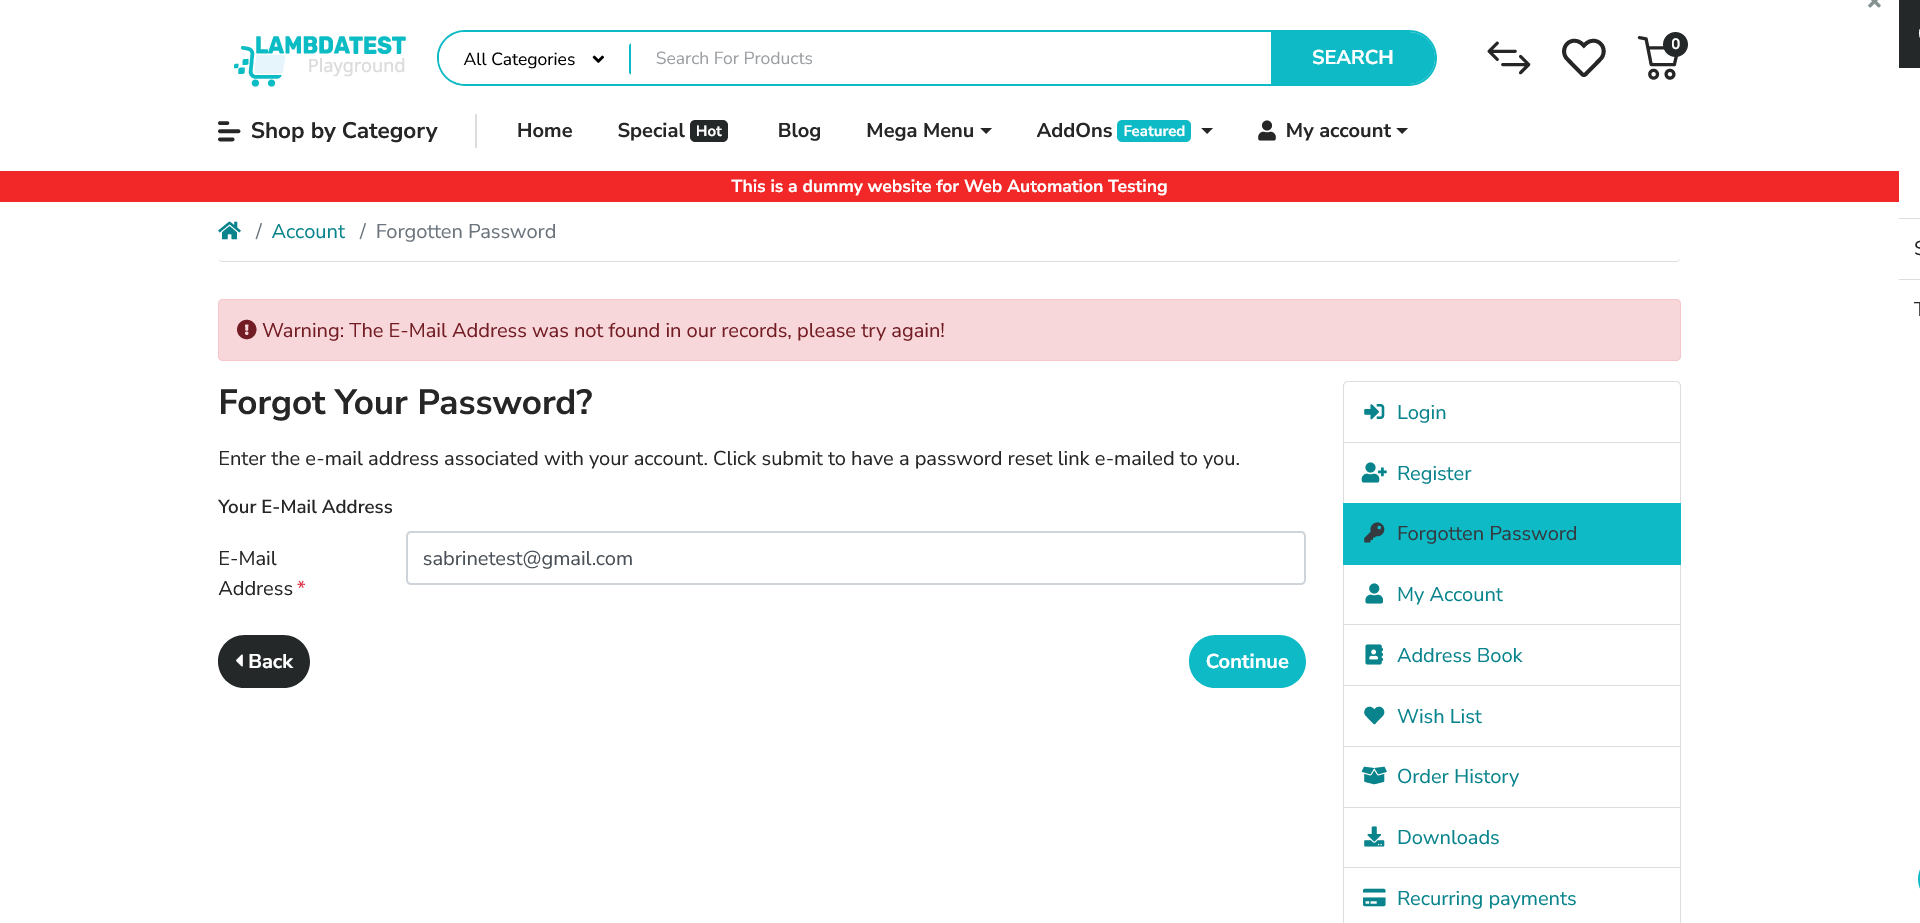 LAMBDATEST
Playground
All Categories
Search For Products
SEARCH
0
Shop by Category
Home
Special Hot
Blog
Mega Menu
AddOns Featured
My account
This is a dummy website for Web Automation Testing
/ Account / Forgotten Password
Warning: The E-Mail Address was not found in our records, please try again!
Forgot Your Password?
Enter the e-mail address associated with your account. Click submit to have a password reset link e-mailed to you.
Your E-Mail Address
E-Mail
Address *
sabrinetest@gmail.com
Back
Continue
Login
Register
Forgotten Password
My Account
Address Book
Wish List
Order History
Downloads
Recurring payments